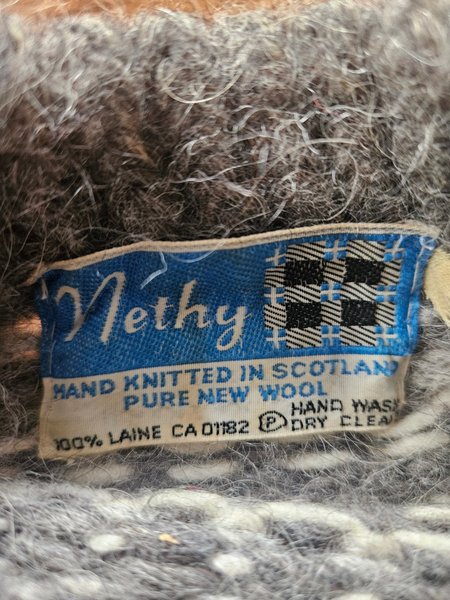 Nethy
HAND KNITTED IN SCOTLAND
PURE NEW WOOL
100% LAINE CA 01182 Ⓟ HAND WASH
DRY CLEAN